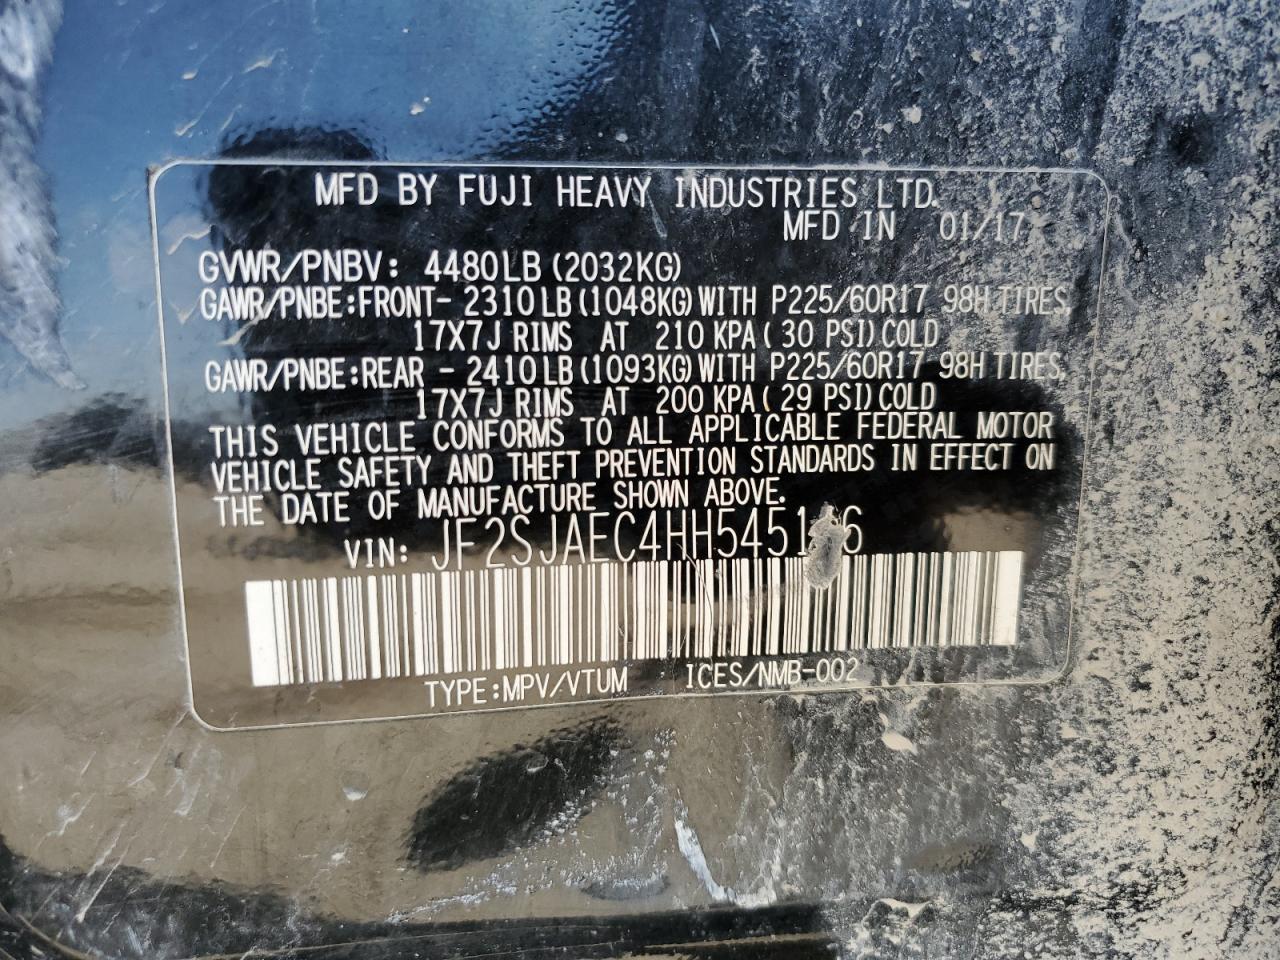 MFD BY FUJI HEAVY INDUSTRIES LTD.
MFD IN 01/17
GVWR/PNBV: 4480LB (2032KG)
GAWR/PNBE:FRONT- 2310 LB (1048KG) WITH P225/60R17 98H TIRES,
17X7J RIMS AT 210 KPA ( 30 PSI) COLD
GAWR/PNBE:REAR - 2410 LB (1093KG) WITH P225/60R17 98H TIRES,
17X7J RIMS AT 200 KPA ( 29 PSI) COLD
THIS VEHICLE CONFORMS TO ALL APPLICABLE FEDERAL MOTOR
VEHICLE SAFETY AND THEFT PREVENTION STANDARDS IN EFFECT ON
THE DATE OF MANUFACTURE SHOWN ABOVE.
VIN:
TYPE:MPV/VTUM ICES/NMB-002